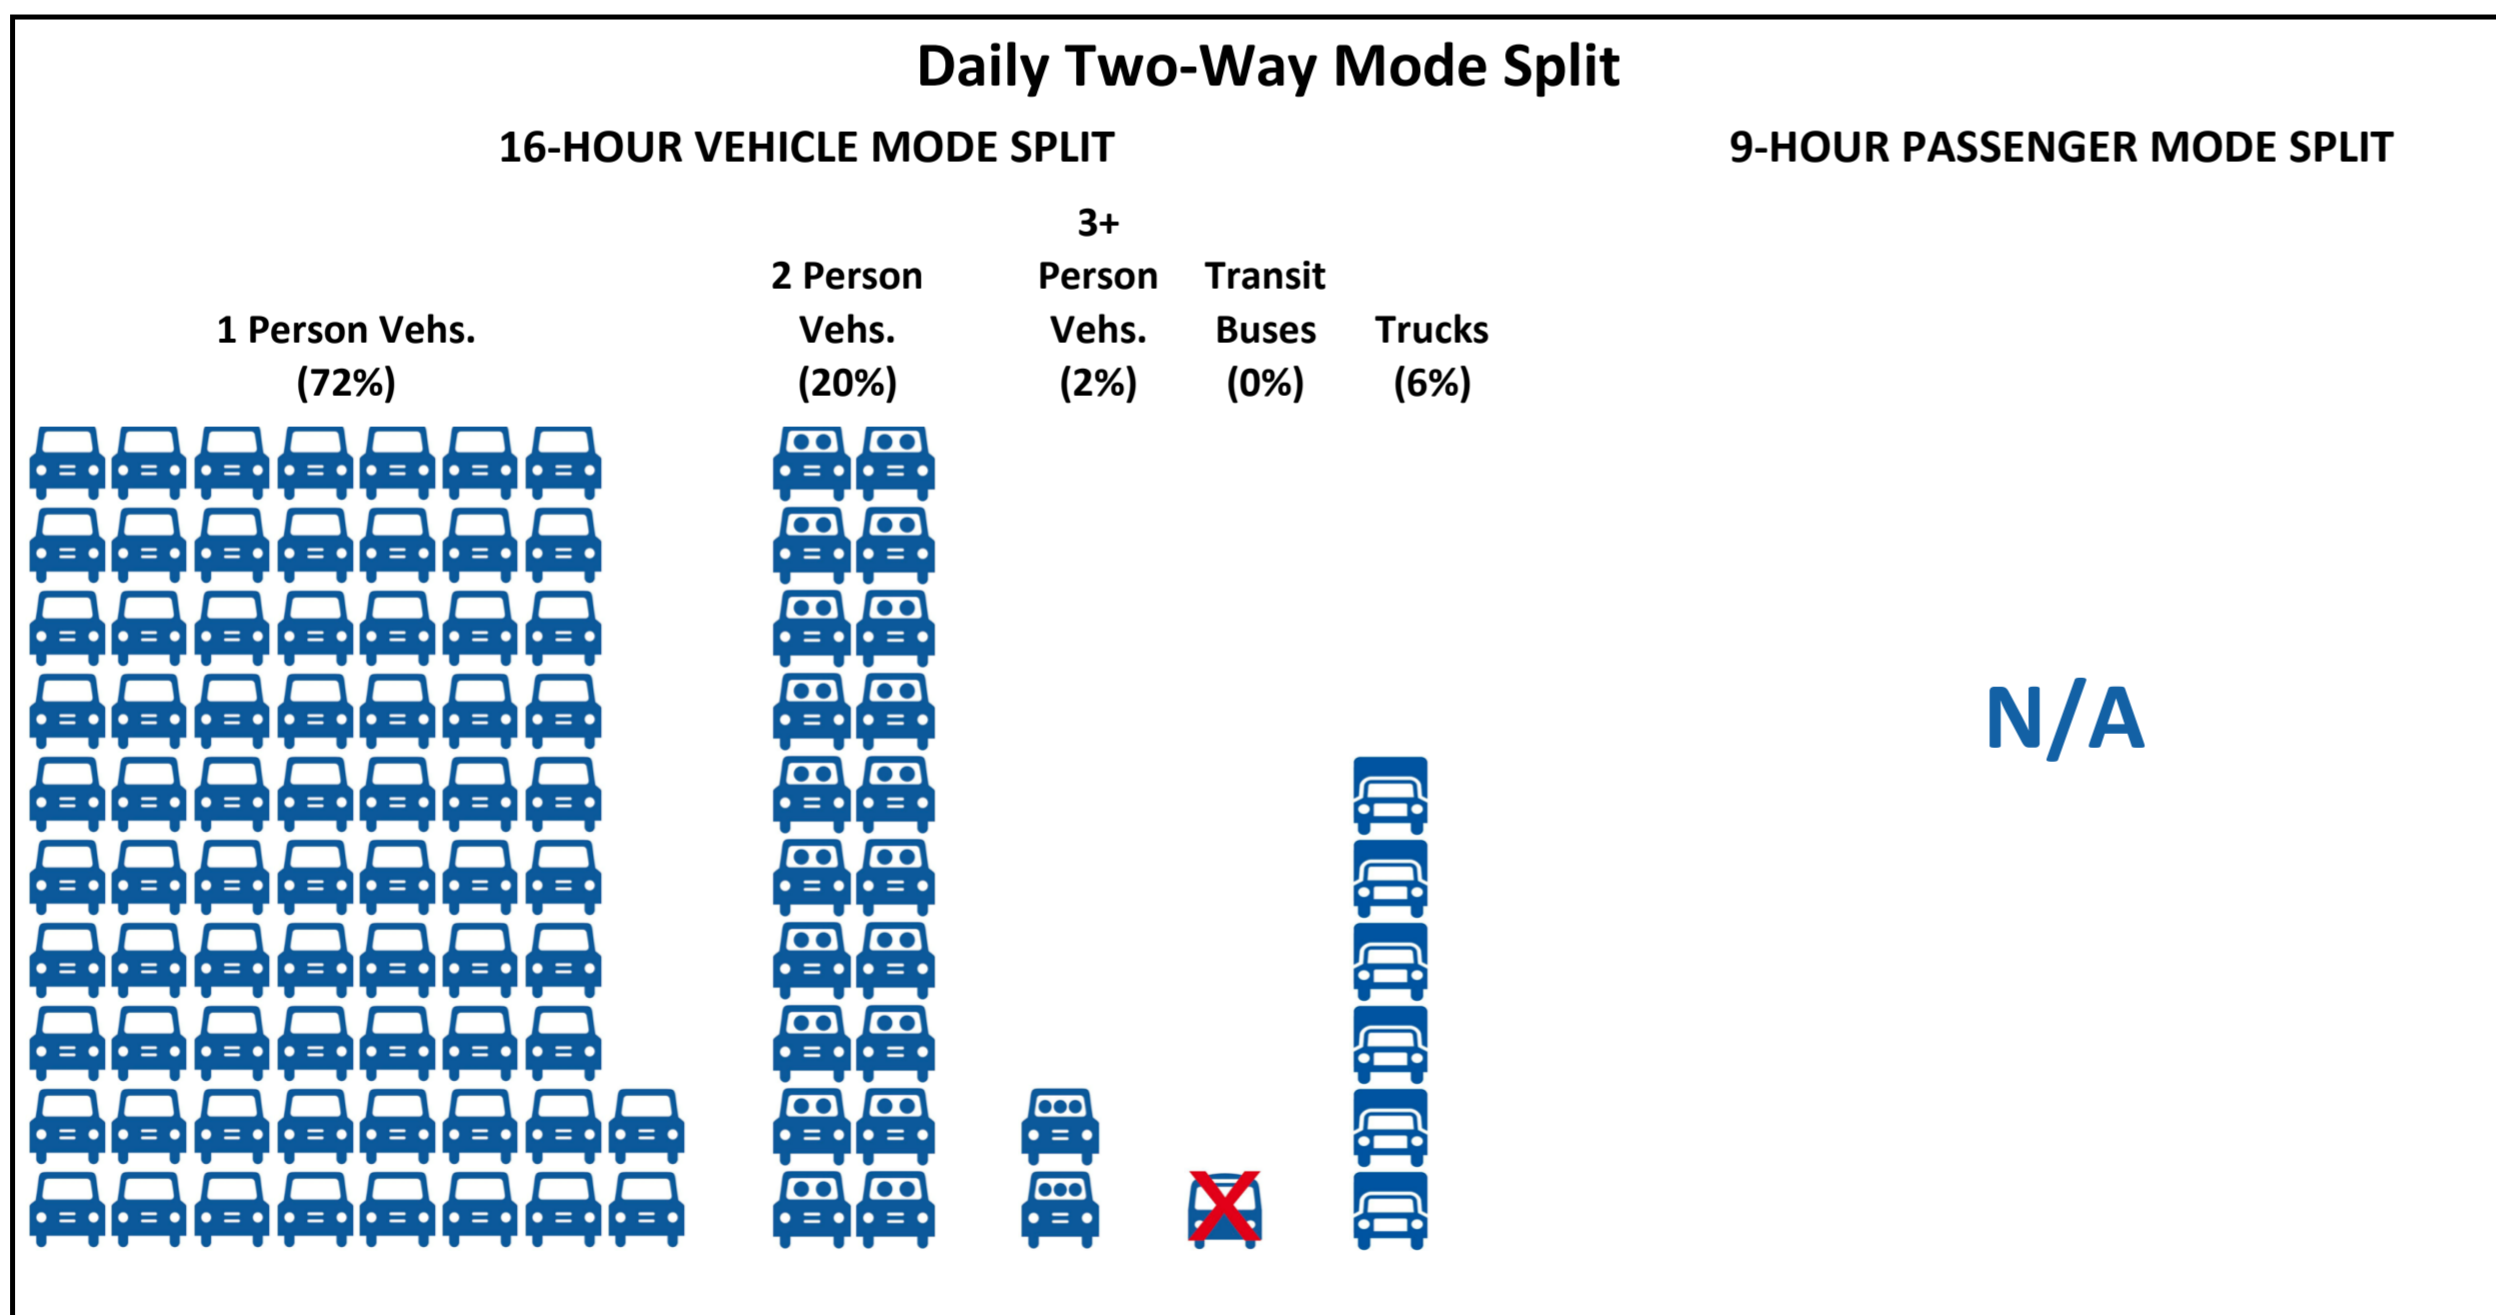 Daily Two-Way Mode Split
16-HOUR VEHICLE MODE SPLIT
9-HOUR PASSENGER MODE SPLIT
1 Person Vehs.
(72%)
2 Person
Vehs.
(20%)
3+
Person
Vehs.
(2%)
Transit
Buses
(0%)
Trucks
(6%)
N/A